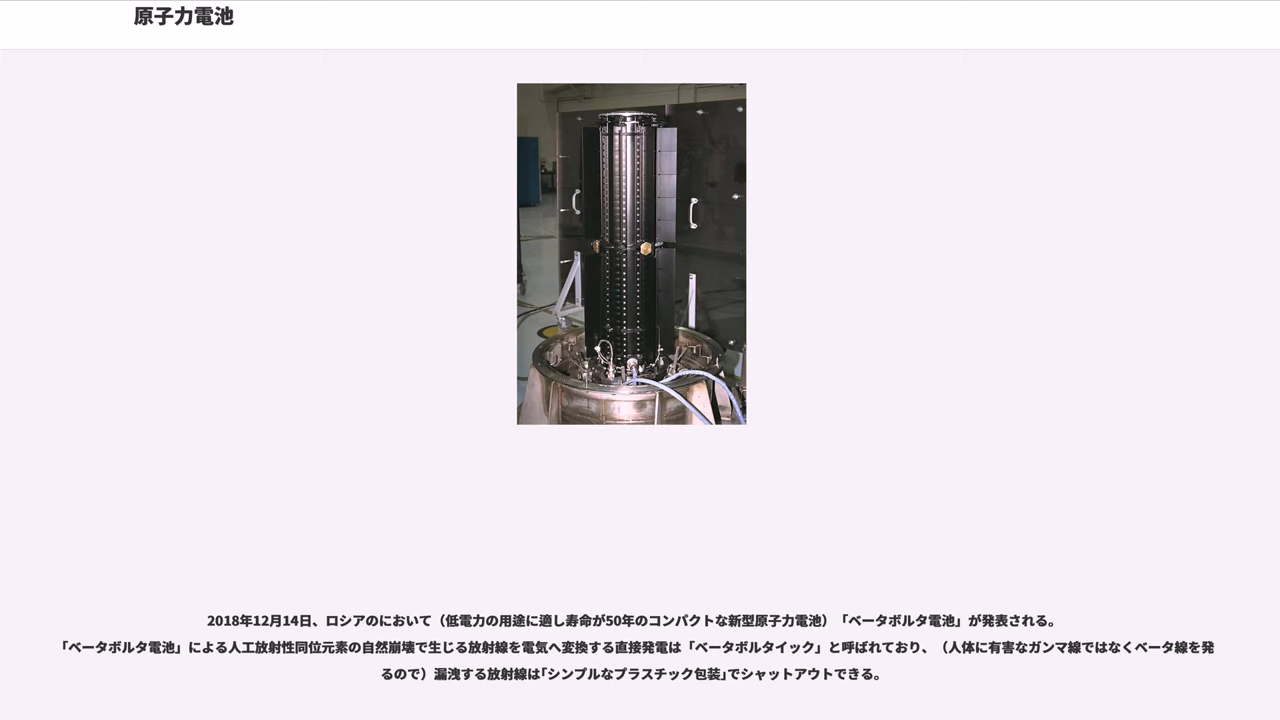 原子力電池
2018年12月14日、ロシアのにおいて（低電力の用途に適し寿命が50年のコンパクトな新型原子力電池）「ベータボルタ電池」が発表される。
「ベータボルタ電池」による人工放射性同位元素の自然崩壊で生じる放射線を電気へ変換する直接発電は「ベータボルタイック」と呼ばれており、（人体に有害なガンマ線ではなくベータ線を発
るので）漏洩する放射線は｢シンプルなプラスチック包装｣でシャットアウトできる。